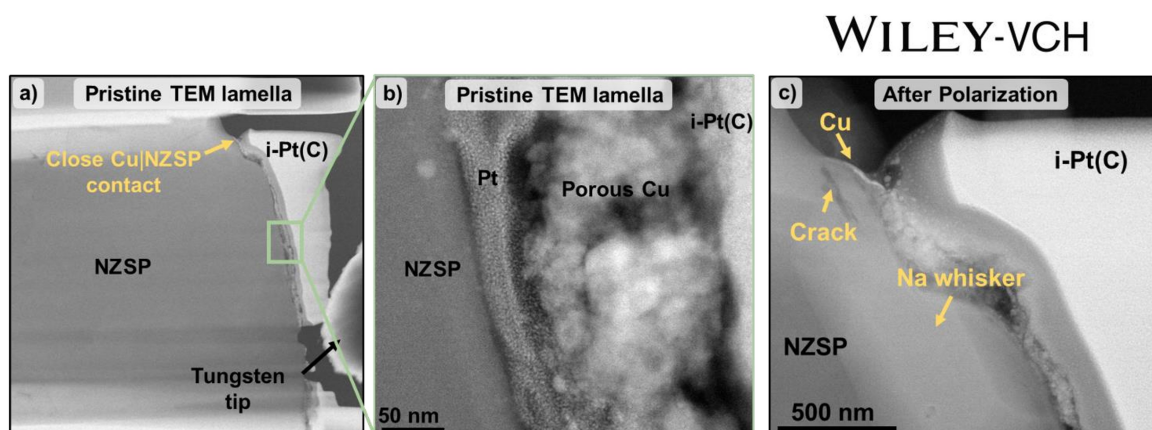 WILEY-VCH
a) Pristine TEM lamella
Close Cu|NZSP
contact
i-Pt(C)
NZSP
Tungsten
tip
b) Pristine TEM lamella
i-Pt(C)
Pt
Porous Cu
NZSP
50 nm
c) After Polarization
Cu
i-Pt(C)
Crack
Na whisker
NZSP
500 nm